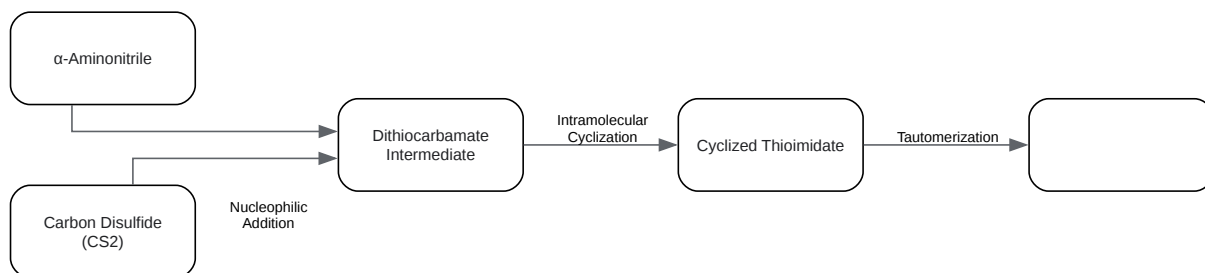 α-Aminonitrile
Carbon Disulfide
(CS2)
Nucleophilic
Addition
Dithiocarbamate
Intermediate
Intramolecular
Cyclization
Cyclized Thioimidate
Tautomerization